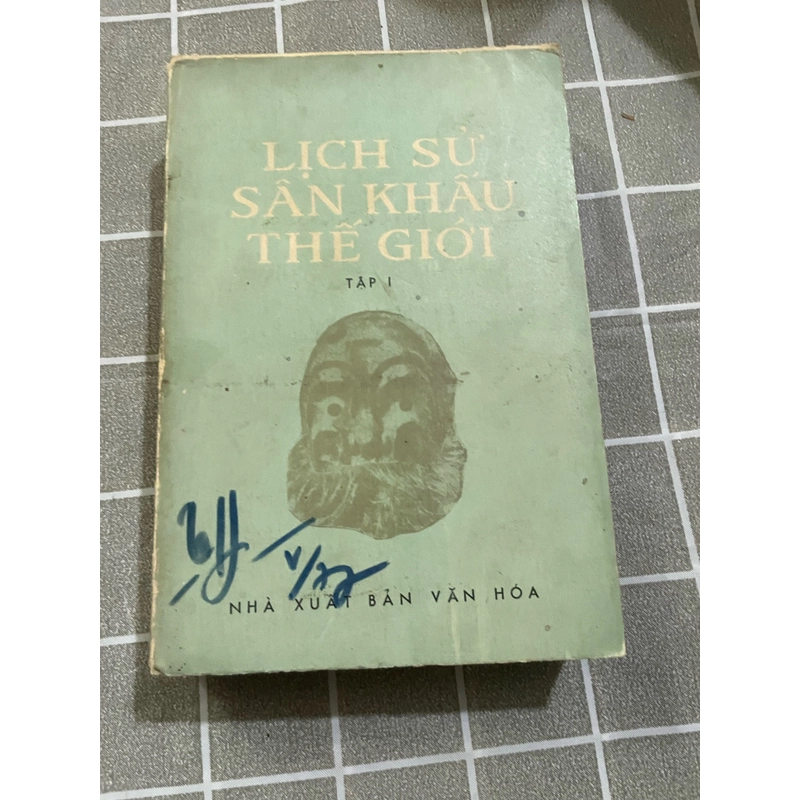 LỊCH SỬ
SÂN KHẤU
THẾ GIỚI
TẬP I
NHÀ XUẤT BẢN VĂN HÓA